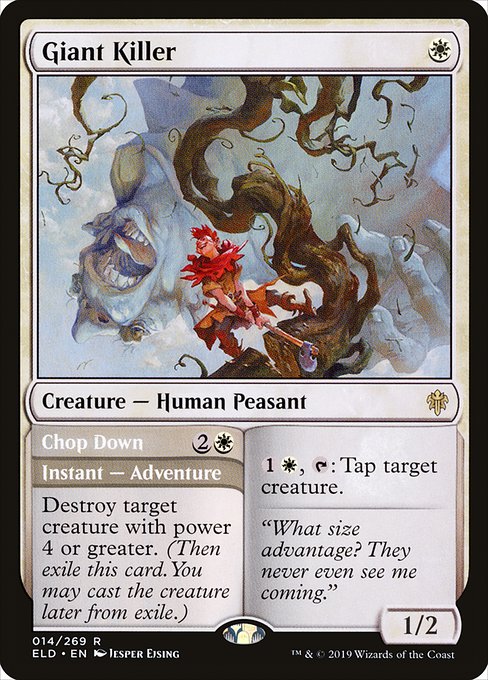 Giant Killer
Creature — Human Peasant
Chop Down 2
Instant — Adventure
Destroy target
creature with power
4 or greater. (Then
exile this card. You
may cast the creature
later from exile.)
1 , : Tap target
creature.
“What size
advantage? They
never even see me
coming.”
1/2
014/269 R
ELD • EN Jesper Ejsing
™ & © 2019 Wizards of the Coast